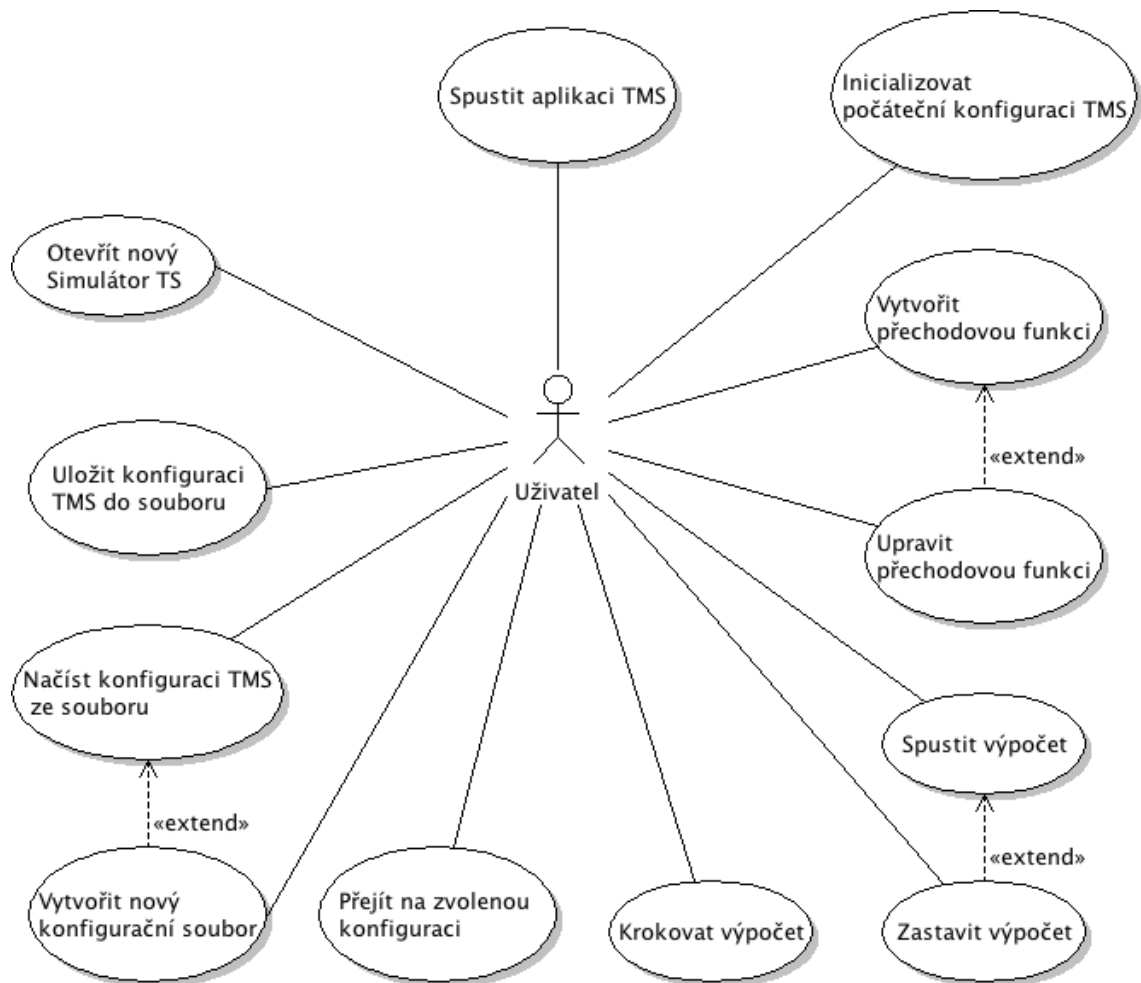 Spustit aplikaci TMS
Inicializovat
počáteční konfiguraci TMS
Otevřít nový
Simulátor TS
Vytvořit
přechodovou funkci
«extend»
Uložit konfiguraci
TMS do souboru
Uživatel
Upravit
přechodovou funkci
Načíst konfiguraci TMS
ze souboru
Spustit výpočet
«extend»
«extend»
Vytvořit nový
konfigurační soubor
Přejít na zvolenou
konfiguraci
Krokovat výpočet
Zastavit výpočet